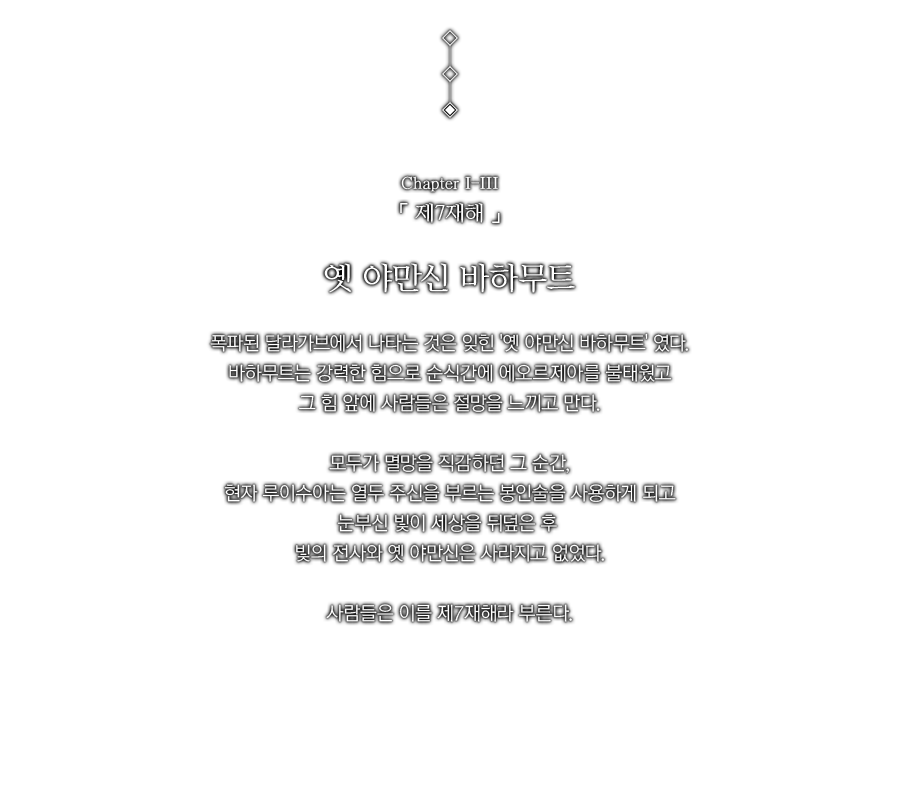 Chapter I-III
「 제7재해 」
옛 야만신 바하무트
폭파된 달라가브에서 나타는 것은 잊힌 '옛 야만신 바하무트' 였다.
바하무트는 강력한 힘으로 순식간에 에오르제아를 불태웠고
그 힘 앞에 사람들은 절망을 느끼고 만다.
모두가 멸망을 직감하던 그 순간,
현자 루이수아는 열두 주신을 부르는 봉인술을 사용하게 되고
눈부신 빛이 세상을 뒤덮은 후
빛의 전사와 옛 야만신은 사라지고 없었다.
사람들은 이를 제7재해라 부른다.